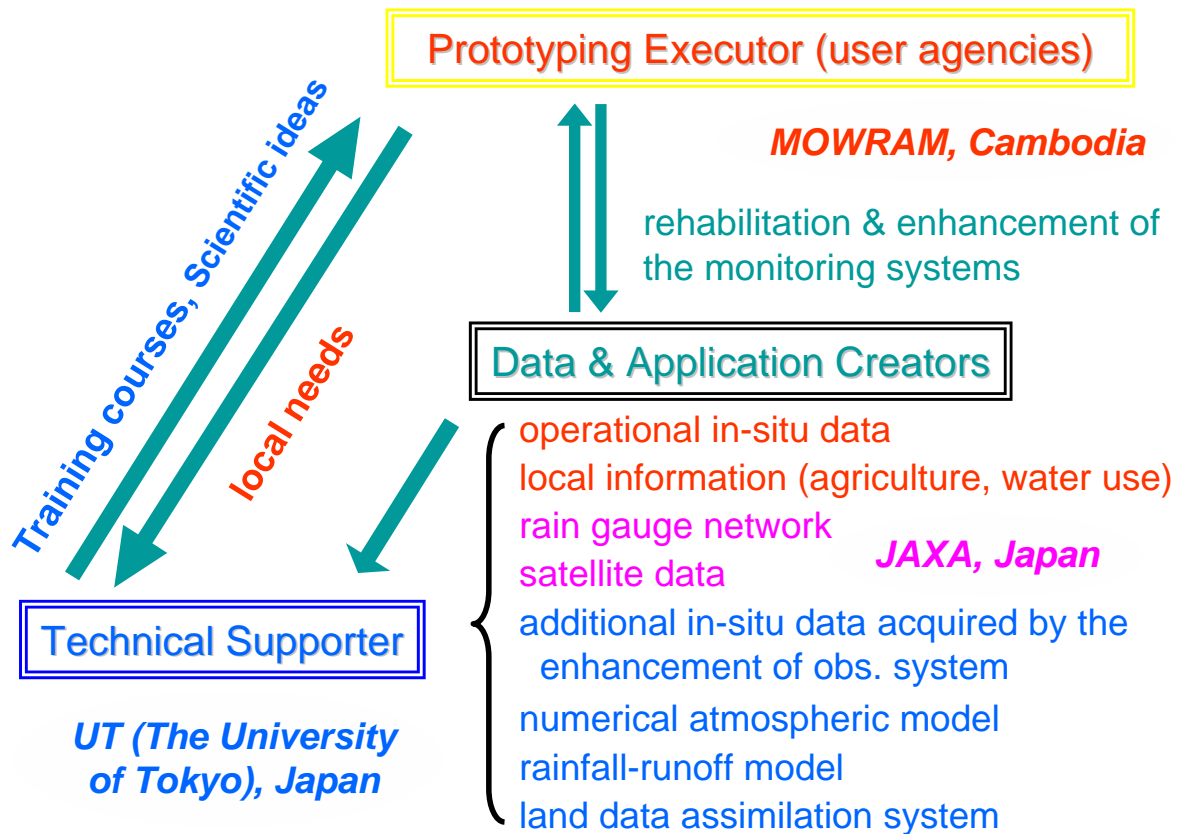 Prototyping Executor (user agencies)
MOWRAM, Cambodia
Training courses, Scientific ideas
local needs
rehabilitation & enhancement of
the monitoring systems
Data & Application Creators
operational in-situ data
local information (agriculture, water use)
rain gauge network
satellite data
JAXA, Japan
additional in-situ data acquired by the
enhancement of obs. system
numerical atmospheric model
rainfall-runoff model
land data assimilation system
Technical Supporter
UT (The University
of Tokyo), Japan